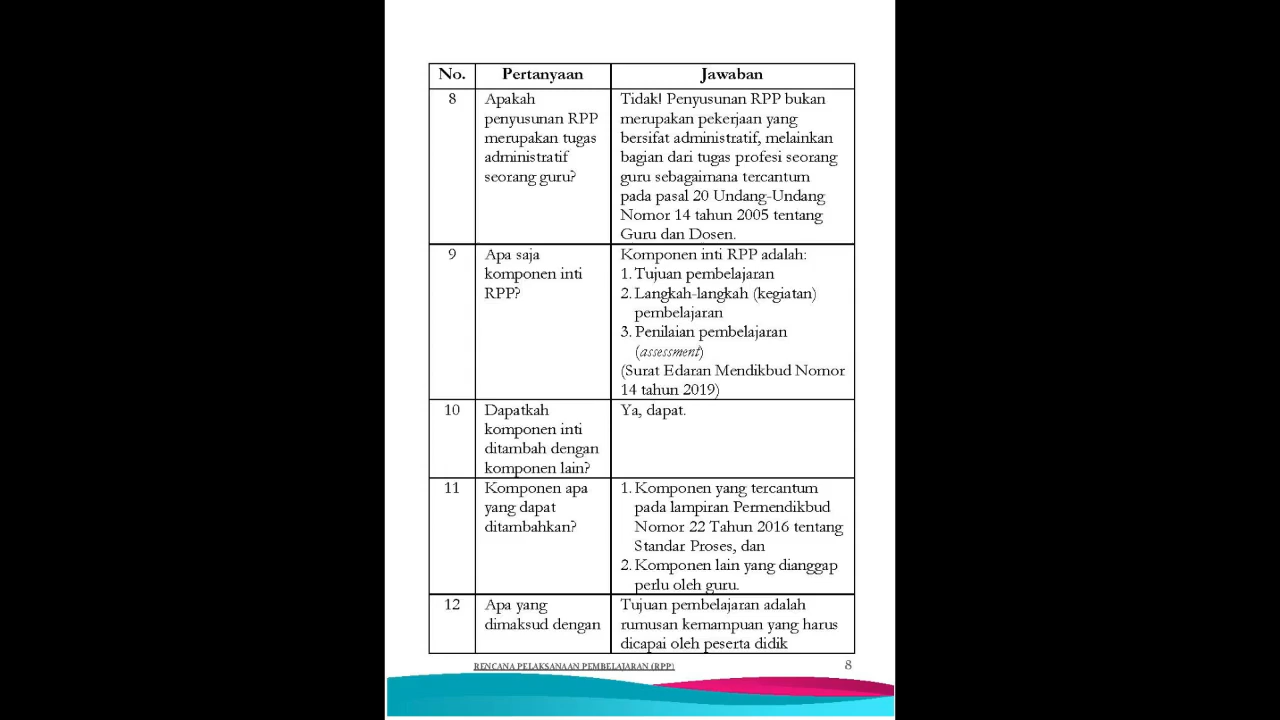 No. Pertanyaan Jawaban
8 Apakah penyusunan RPP merupakan tugas administratif seorang guru?
Tidak! Penyusunan RPP bukan
merupakan pekerjaan yang
bersifat administratif, melainkan
bagian dari tugas profesi seorang
guru sebagaimana tercantum
pada pasal 20 Undang-Undang
Nomor 14 tahun 2005 tentang
Guru dan Dosen.
9 Apa saja
komponen inti
RPP?
Komponen inti RPP adalah:
1. Tujuan pembelajaran
2. Langkah-langkah (kegiatan)
pembelajaran
3. Penilaian pembelajaran
(assessment)
(Surat Edaran Mendikbud Nomor
14 tahun 2019)
10 Dapatkah
komponen inti
ditambah dengan
komponen lain?
Ya, dapat.
11 Komponen apa
yang dapat
ditambahkan?
1. Komponen yang tercantum
pada lampiran Permendikbud
Nomor 22 Tahun 2016 tentang
Standar Proses, dan
2. Komponen lain yang dianggap
perlu oleh guru.
12 Apa yang
dimaksud dengan
Tujuan pembelajaran adalah
rumusan kemampuan yang harus
dicapai oleh peserta didik
RENCANA PELAKSANAAN PEMBELAJARAN (RPP) 8